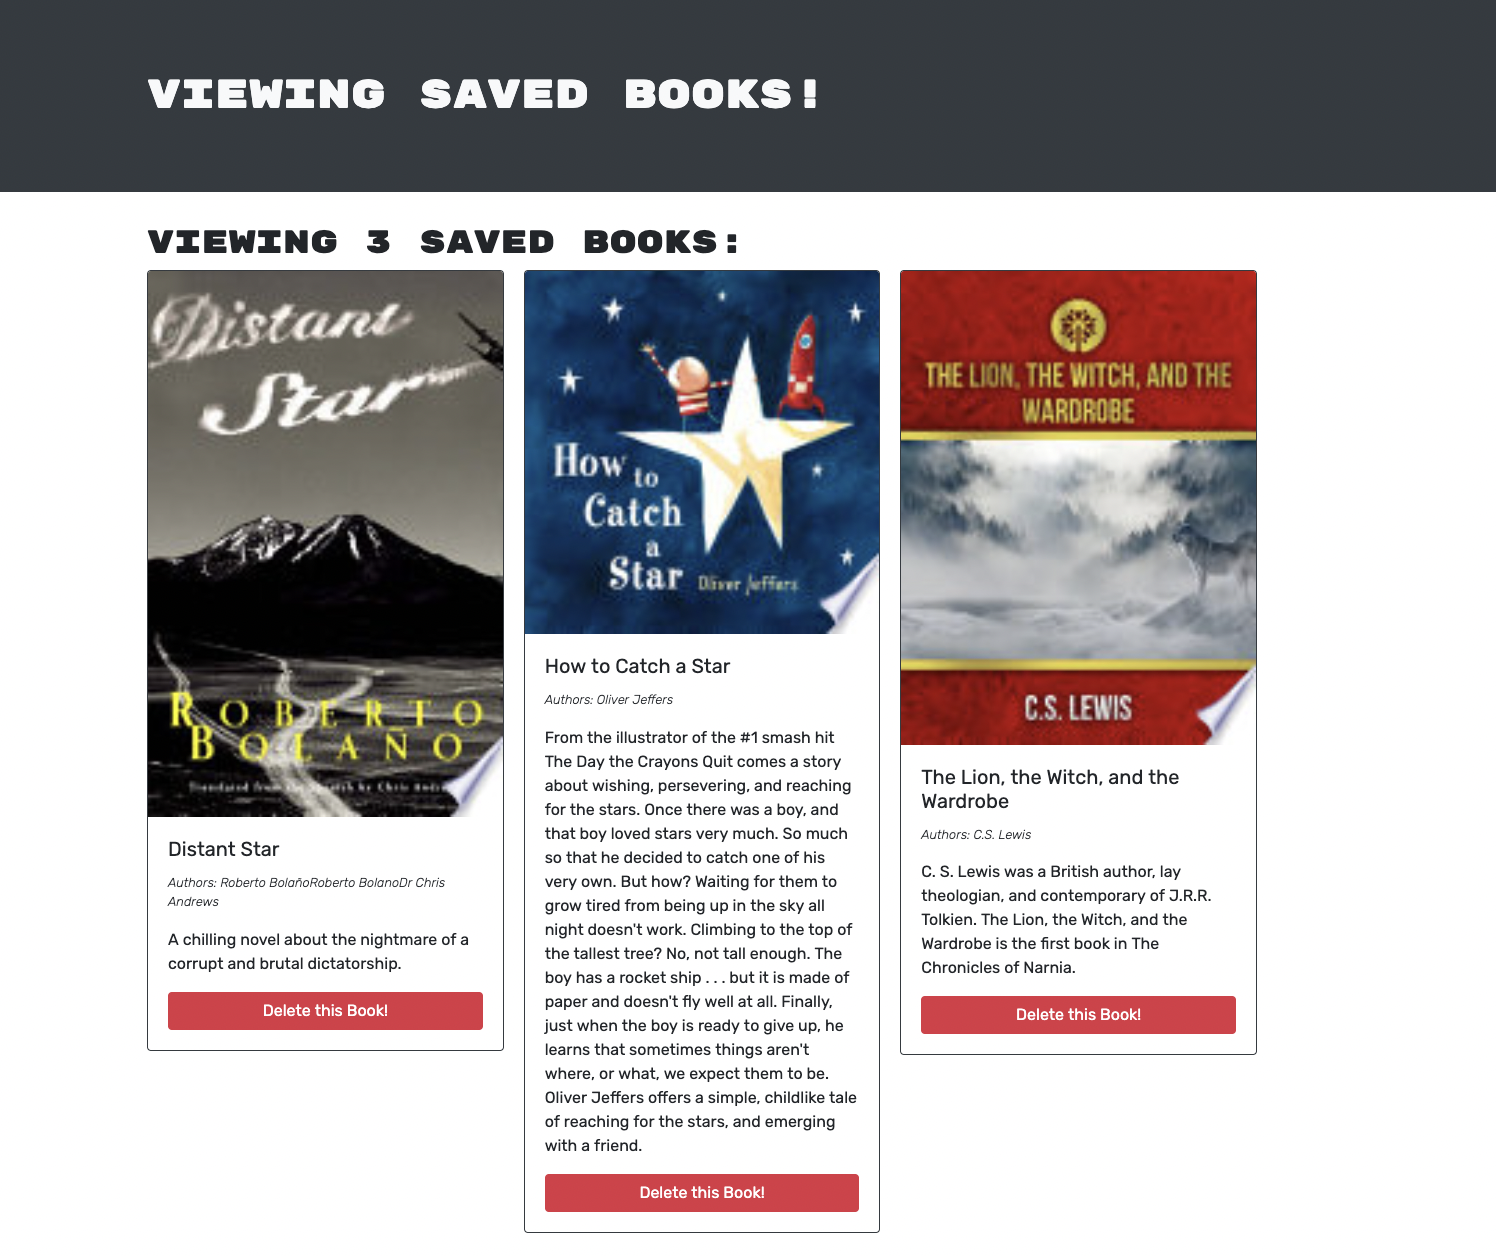 VIEWING SAVED BOOKS!
VIEWING 3 SAVED BOOKS:
Distant
Star
ROBERTO
BOLAÑO
Translated from the Spanish by Chris
Distant Star
Authors: Roberto BolañoRoberto BolanoDr Chris
Andrews
A chilling novel about the nightmare of a
corrupt and brutal dictatorship.
Delete this Book!
How to
Catch
a
Star Oliver Jeffers
How to Catch a Star
Authors: Oliver Jeffers
From the illustrator of the #1 smash hit
The Day the Crayons Quit comes a story
about wishing, persevering, and reaching
for the stars. Once there was a boy, and
that boy loved stars very much. So much
so that he decided to catch one of his
very own. But how? Waiting for them to
grow tired from being up in the sky all
night doesn't work. Climbing to the top of
the tallest tree? No, not tall enough. The
boy has a rocket ship . . . but it is made of
paper and doesn't fly well at all. Finally,
just when the boy is ready to give up, he
learns that sometimes things aren't
where, or what, we expect them to be.
Oliver Jeffers offers a simple, childlike tale
of reaching for the stars, and emerging
with a friend.
Delete this Book!
THE LION, THE WITCH, AND THE
WARDROBE
C.S. LEWIS
The Lion, the Witch, and the
Wardrobe
Authors: C.S. Lewis
C. S. Lewis was a British author, lay
theologian, and contemporary of J.R.R.
Tolkien. The Lion, the Witch, and the
Wardrobe is the first book in The
Chronicles of Narnia.
Delete this Book!